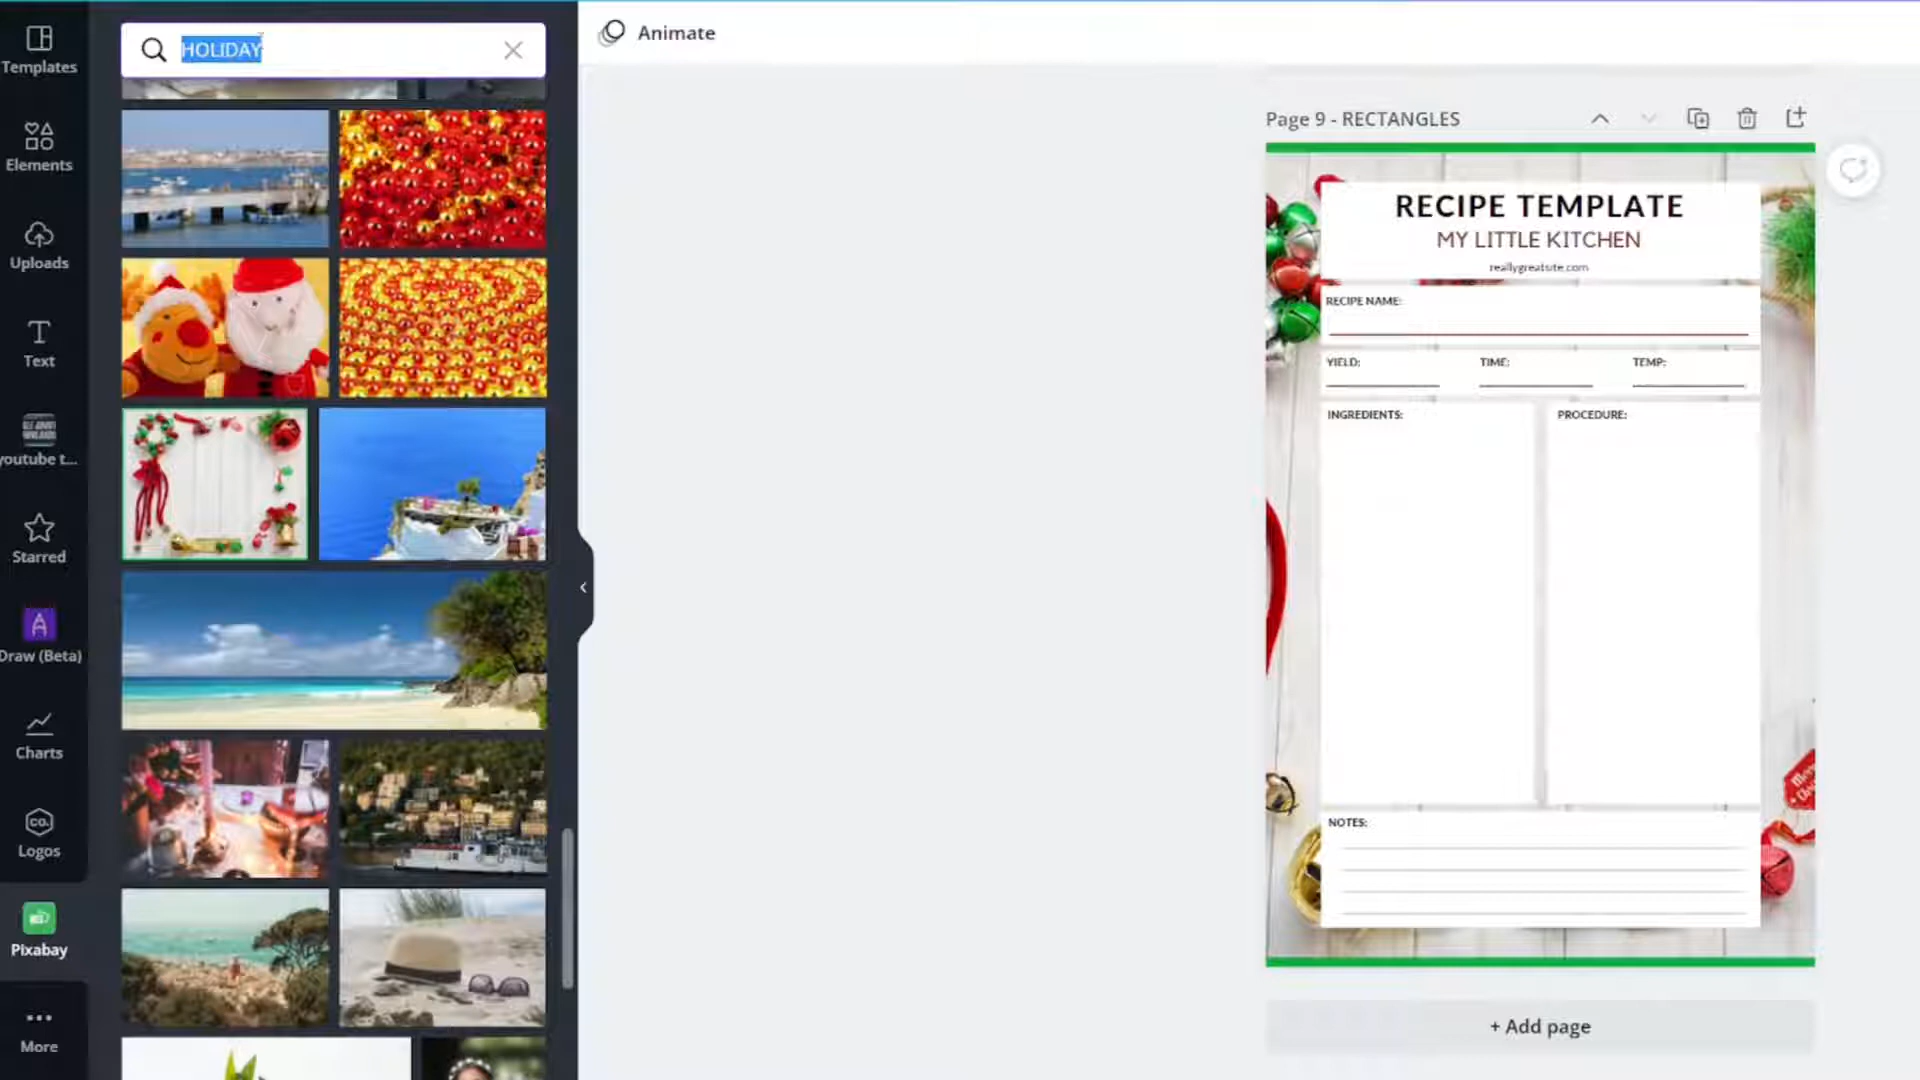 HOLIDAY
Animate
Templates
Elements
Uploads
Text
youtube t...
Starred
Draw (Beta)
Charts
CO.
Logos
Pixabay
More
Page 9 - RECTANGLES
RECIPE TEMPLATE
MY LITTLE KITCHEN
reallygreatsite.com
RECIPE NAME:
YIELD: TIME: TEMP:
INGREDIENTS: PROCEDURE:
NOTES:
+ Add page